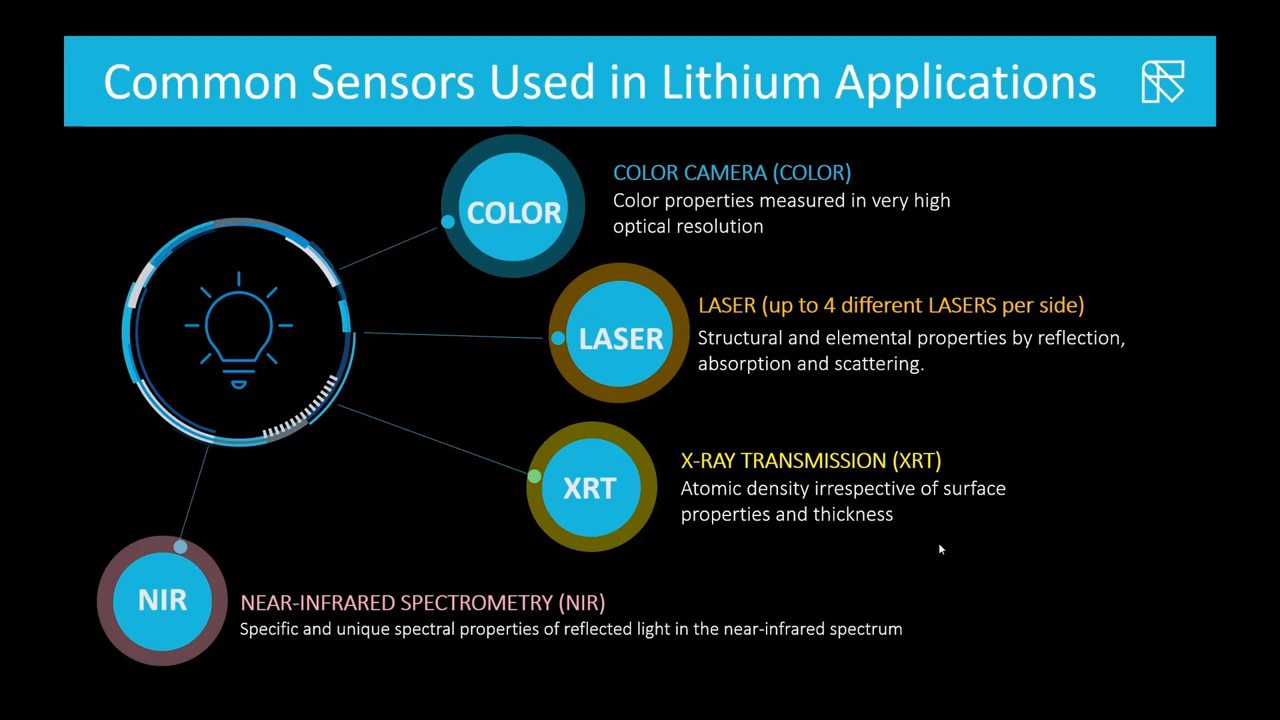 Common Sensors Used in Lithium Applications
COLOR
COLOR CAMERA (COLOR)
Color properties measured in very high
optical resolution
LASER
LASER (up to 4 different LASERS per side)
Structural and elemental properties by reflection,
absorption and scattering.
XRT
X-RAY TRANSMISSION (XRT)
Atomic density irrespective of surface
properties and thickness
NIR
NEAR-INFRARED SPECTROMETRY (NIR)
Specific and unique spectral properties of reflected light in the near-infrared spectrum